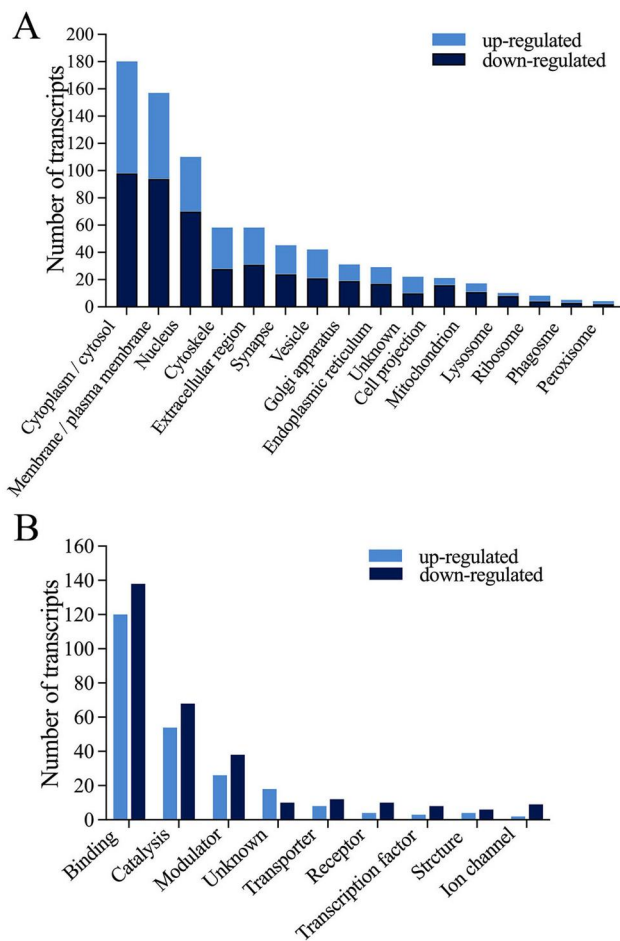 A
Number of transcripts
200
180
160
140
120
100
80
60
40
20
0
up-regulated
down-regulated
Cytoplasm / cytosol
Membrane / plasma membrane
Nucleus
Cytoskele
Extracellular region
Synapse
Vesicle
Golgi apparatus
Endoplasmic reticulum
Unknown
Cell projection
Mitochondrion
Lysosome
Ribosome
Phagosme
Peroxisome
B
Number of transcripts
160
140
120
100
80
60
40
20
0
up-regulated
down-regulated
Binding
Catalysis
Modulator
Unknown
Transporter
Receptor
Transcription factor
Strcture
Ion channel